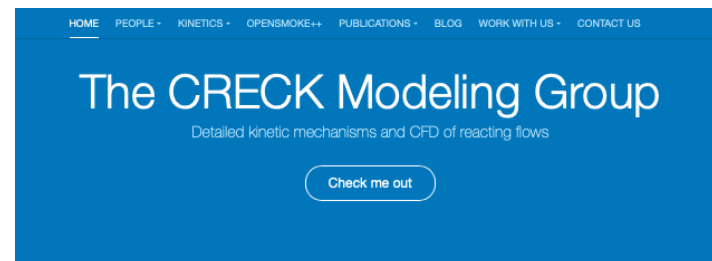 HOME PEOPLE KINETICS OPENSMOKE++ PUBLICATIONS BLOG WORK WITH US CONTACT US
The CRECK Modeling Group
Detailed kinetic mechanisms and CFD of reacting flows
Check me out